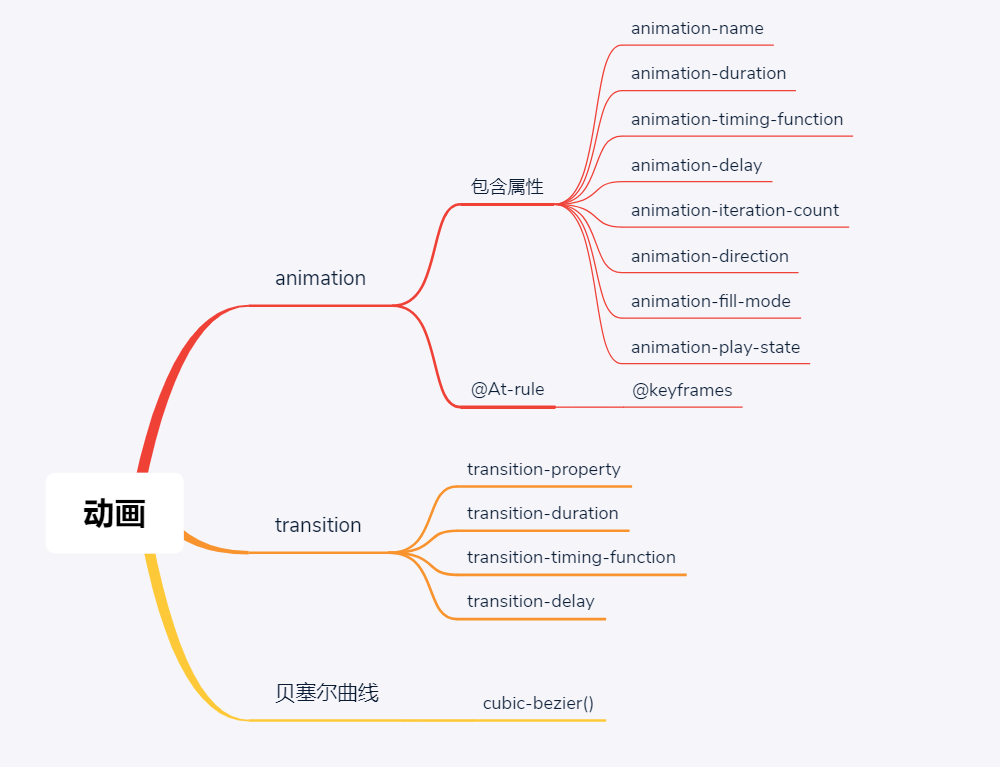 动画
animation
包含属性
animation-name
animation-duration
animation-timing-function
animation-delay
animation-iteration-count
animation-direction
animation-fill-mode
animation-play-state
@At-rule
@keyframes
transition
transition-property
transition-duration
transition-timing-function
transition-delay
贝塞尔曲线
cubic-bezier()